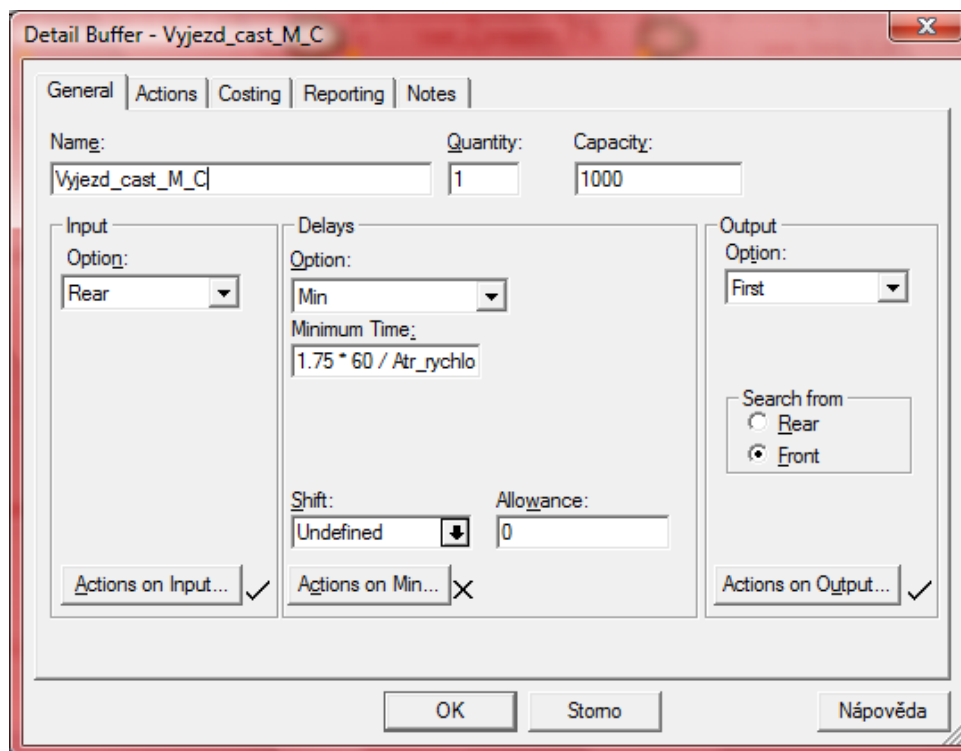 Detail Buffer - Vyjezd_cast_M_C
General Actions Costing Reporting Notes
Name: Quantity: Capacity:
Vyjezd_cast_M_C 1 1000
Input Delays Output
Option: Option: Option:
Rear Min First
Minimum Time:
1.75 * 60 / Atr_rychlo
Search from
Rear
Front
Shift: Allowance:
Undefined 0
Actions on Input... Actions on Min... Actions on Output...
OK Storno Nápověda